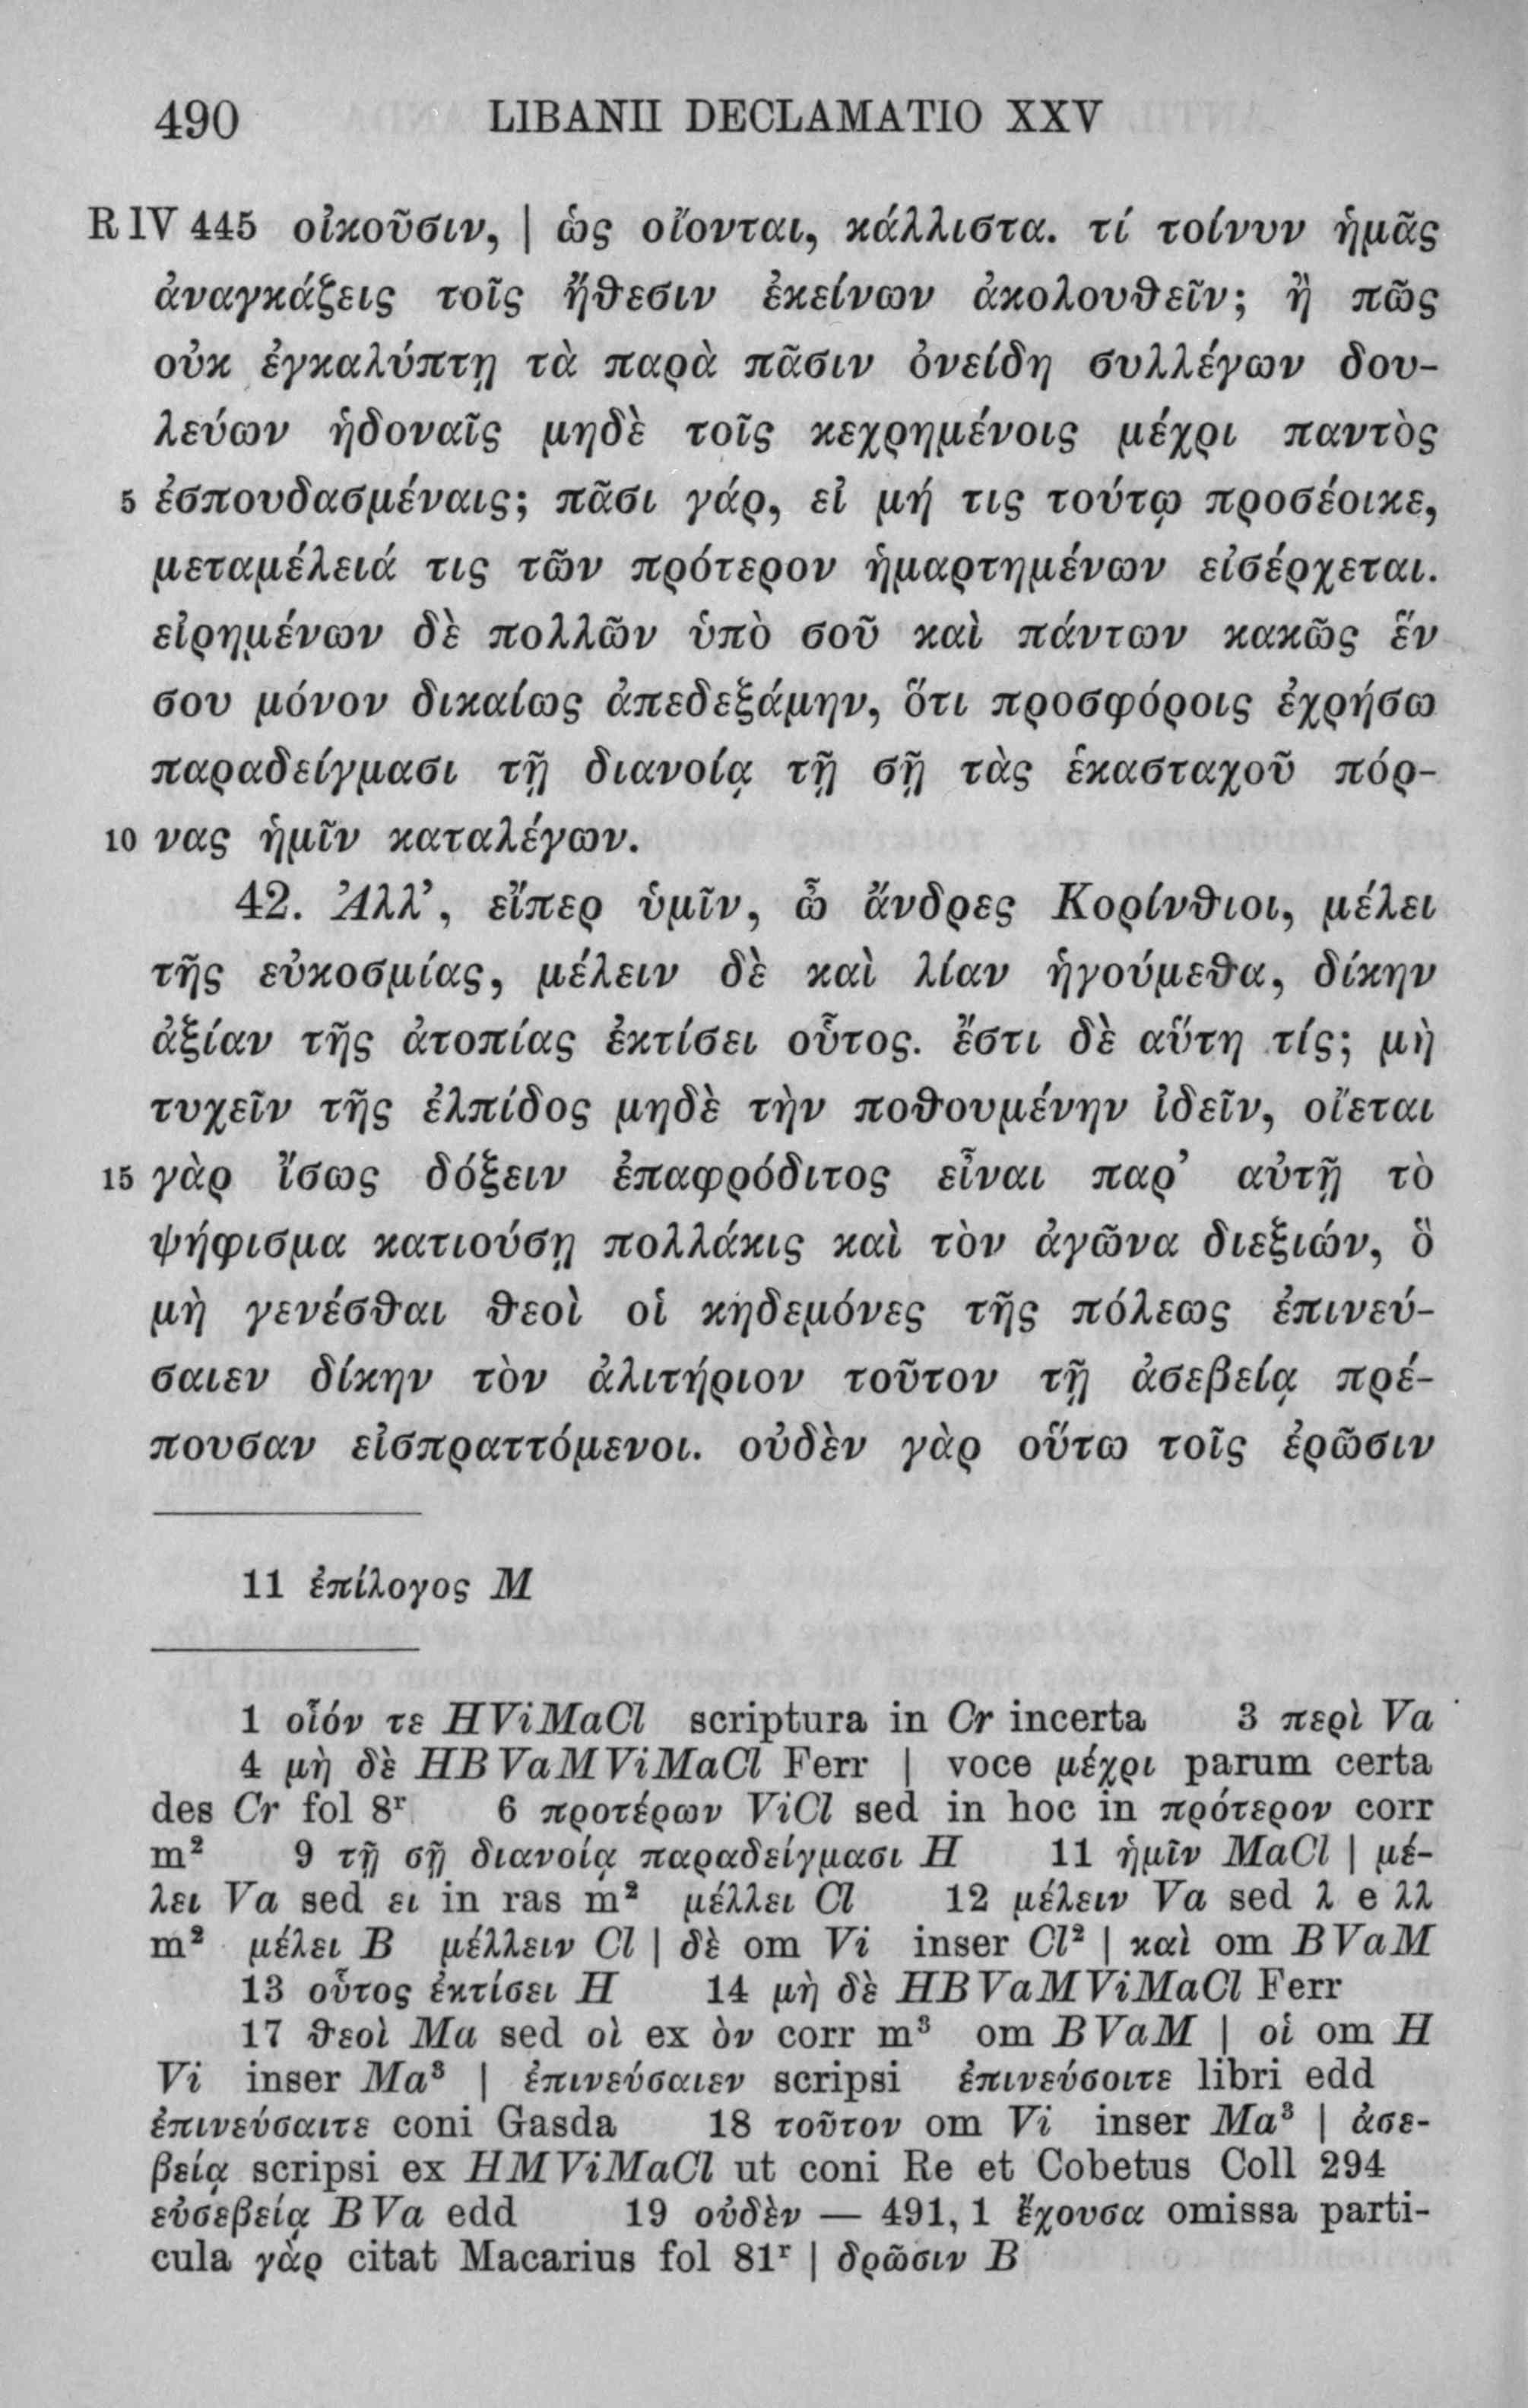 490 LIBANII DECLAMATIO XXV
R IV 445 οἰκοῦσιν, | ὡς οἴονται, κάλλιστα. τί τοίνυν ἡμᾶς
ἀναγκάζεις τοῖς ἤθεσιν ἐκείνων ἀκολουθεῖν; ἢ πῶς
οὐκ ἐγκαλύπτῃ τὰ παρὰ πᾶσιν ὀνείδη συλλέγων δου-
λεύων ἡδοναῖς μηδὲ τοῖς κεχρημένοις μέχρι παντὸς
5 ἐσπουδασμέναις; πᾶσι γάρ, εἰ μή τις τούτῳ προσέοικε,
μεταμέλειά τις τῶν πρότερον ἡμαρτημένων εἰσέρχεται.
εἰρημένων δὲ πολλῶν ὑπὸ σοῦ καὶ πάντων κακῶς ἕν
σου μόνον δικαίως ἀπεδεξάμην, ὅτι προσφόροις ἐχρήσω
παραδείγμασι τῇ διανοίᾳ τῇ σῇ τὰς ἑκασταχοῦ πόρ-
10 νας ἡμῖν καταλέγων.
42. Ἀλλ’, εἴπερ ὑμῖν, ὦ ἄνδρες Κορίνθιοι, μέλει
τῆς εὐκοσμίας, μέλειν δὲ καὶ λίαν ἡγούμεθα, δίκην
ἀξίαν τῆς ἀτοπίας ἐκτίσει οὗτος. ἔστι δὲ αὕτη τίς; μὴ
τυχεῖν τῆς ἐλπίδος μηδὲ τὴν ποθουμένην ἰδεῖν, οἴεται
15 γὰρ ἴσως δόξειν ἐπαφρόδιτος εἶναι παρ’ αὐτῇ τὸ
ψήφισμα κατιούσῃ πολλάκις καὶ τὸν ἀγῶνα διεξιών, ὃ
μὴ γενέσθαι θεοὶ οἱ κηδεμόνες τῆς πόλεως ἐπινεύ-
σαιεν δίκην τὸν ἀλιτήριον τοῦτον τῇ ἀσεβείᾳ πρέ-
πουσαν εἰσπραττόμενοι. οὐδὲν γὰρ οὕτω τοῖς ἐρῶσιν
11 ἐπίλογος M
1 οἷόν τε HViMaCl scriptura in Cr incerta 3 περὶ Va
4 μὴ δὲ HBVaMViMaCl Ferr | voce μέχρι parum certa
des Cr fol 8ʳ 6 προτέρων ViCl sed in hoc in πρότερον corr
m² 9 τῇ σῇ διανοίᾳ παραδείγμασι H 11 ἡμῖν MaCl | μέ-
λει Va sed ει in ras m² μέλλει Cl 12 μέλειν Va sed λ e λλ
m² μέλει B μέλλειν Cl | δὲ om Vi inser Cl² | καὶ om BVaM
13 οὗτος ἐκτίσει H 14 μὴ δὲ HBVaMViMaCl Ferr
17 θεοὶ Ma sed οὶ ex ὸν corr m³ om BVaM | οἱ om H
Vi inser Ma³ | ἐπινεύσαιεν scripsi ἐπινεύσοιτε libri edd
ἐπινεύσαιτε coni Gasda 18 τοῦτον om Vi inser Ma³ | ἀσε-
βείᾳ scripsi ex HMViMaCl ut coni Re et Cobetus Coll 294
εὐσεβείᾳ BVa edd 19 οὐδὲν — 491, 1 ἔχουσα omissa parti-
cula γὰρ citat Macarius fol 81ʳ | δρῶσιν B